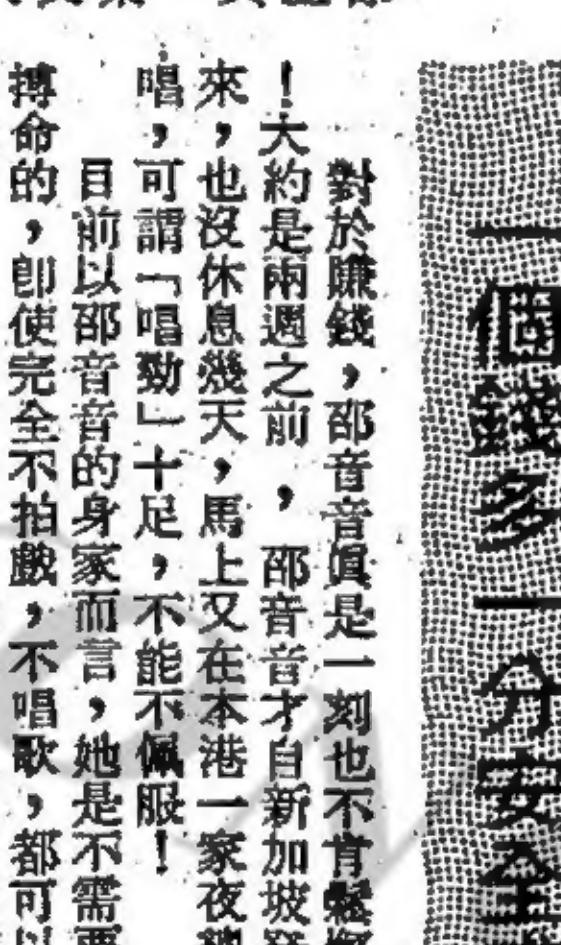 一個錢多一分安全
對於賺錢，邵音音眞是一刻也不肯鬆
！大約是兩週之前，邵音音才自新加坡
來，也沒休息幾天，馬上又在本港一家夜
唱，可謂「唱勁」十足，不能不佩服！
目前以邵音音的身家而言，她是不需要
搏命的，卽使完全不拍戲，不唱歌，都可以